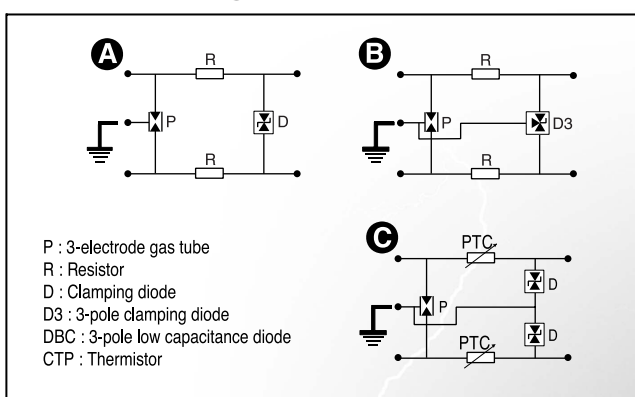 A
R
P
D
R
B
R
P
D3
R
C
PTC
D
P
D
PTC
P : 3-electrode gas tube
R : Resistor
D : Clamping diode
D3 : 3-pole clamping diode
DBC : 3-pole low capacitance diode
CTP : Thermistor